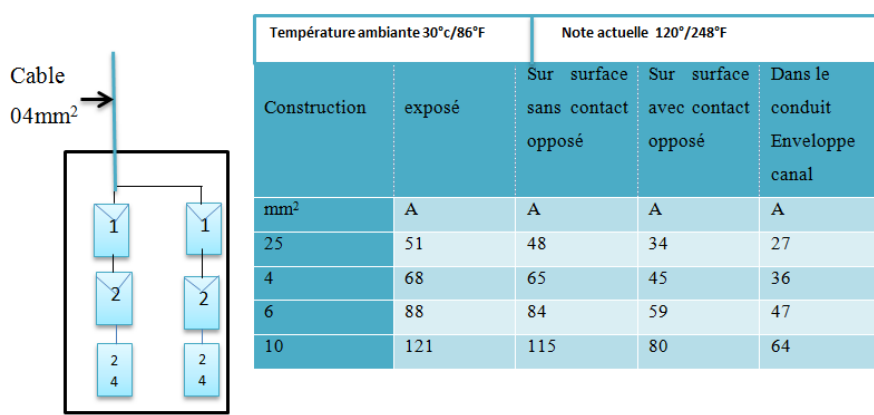 Cable
04mm²
1
1
2
2
2
4
2
4
Température ambiante 30°c/86°F Note actuelle 120°/248°F
Construction exposé Sur surface sans contact opposé Sur surface avec contact opposé Dans le conduit Enveloppe canal
mm² A A A A
25 51 48 34 27
4 68 65 45 36
6 88 84 59 47
10 121 115 80 64